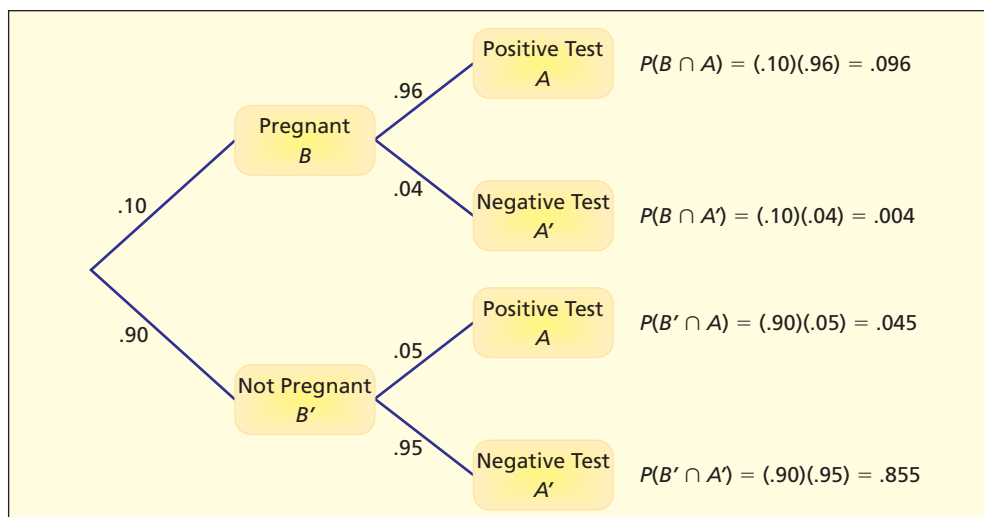 Positive Test
A
P(B ∩ A) = (.10)(.96) = .096
.96
Pregnant
B
.04
.10
Negative Test
A′
P(B ∩ A′) = (.10)(.04) = .004
.90
Positive Test
A
P(B′ ∩ A) = (.90)(.05) = .045
.05
Not Pregnant
B′
.95
Negative Test
A′
P(B′ ∩ A′) = (.90)(.95) = .855